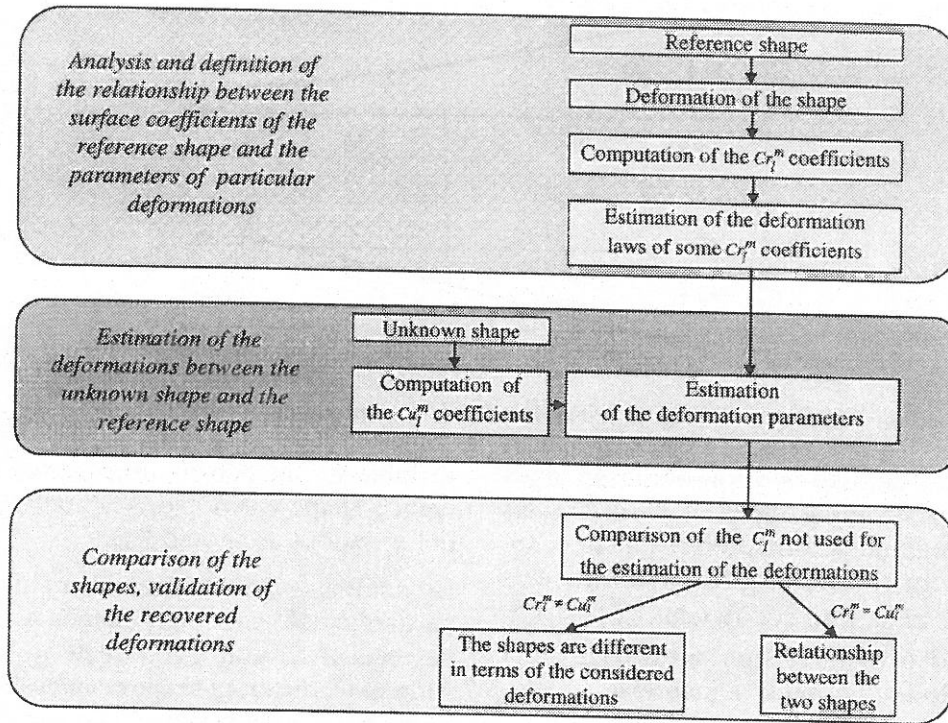 Analysis and definition of
the relationship between the
surface coefficients of the
reference shape and the
parameters of particular
deformations
Reference shape
Deformation of the shape
Computation of the Cr_l^m coefficients
Estimation of the deformation
laws of some Cr_l^m coefficients
Estimation of the
deformations between the
unknown shape and the
reference shape
Unknown shape
Computation of
the Cu_l^m coefficients
Estimation
of the deformation parameters
Comparison of the
shapes, validation of
the recovered
deformations
Comparison of the C_l^m not used for
the estimation of the deformations
Cr_l^m ≠ Cu_l^m
Cr_l^m = Cu_l^m
The shapes are different
in terms of the considered
deformations
Relationship
between the
two shapes